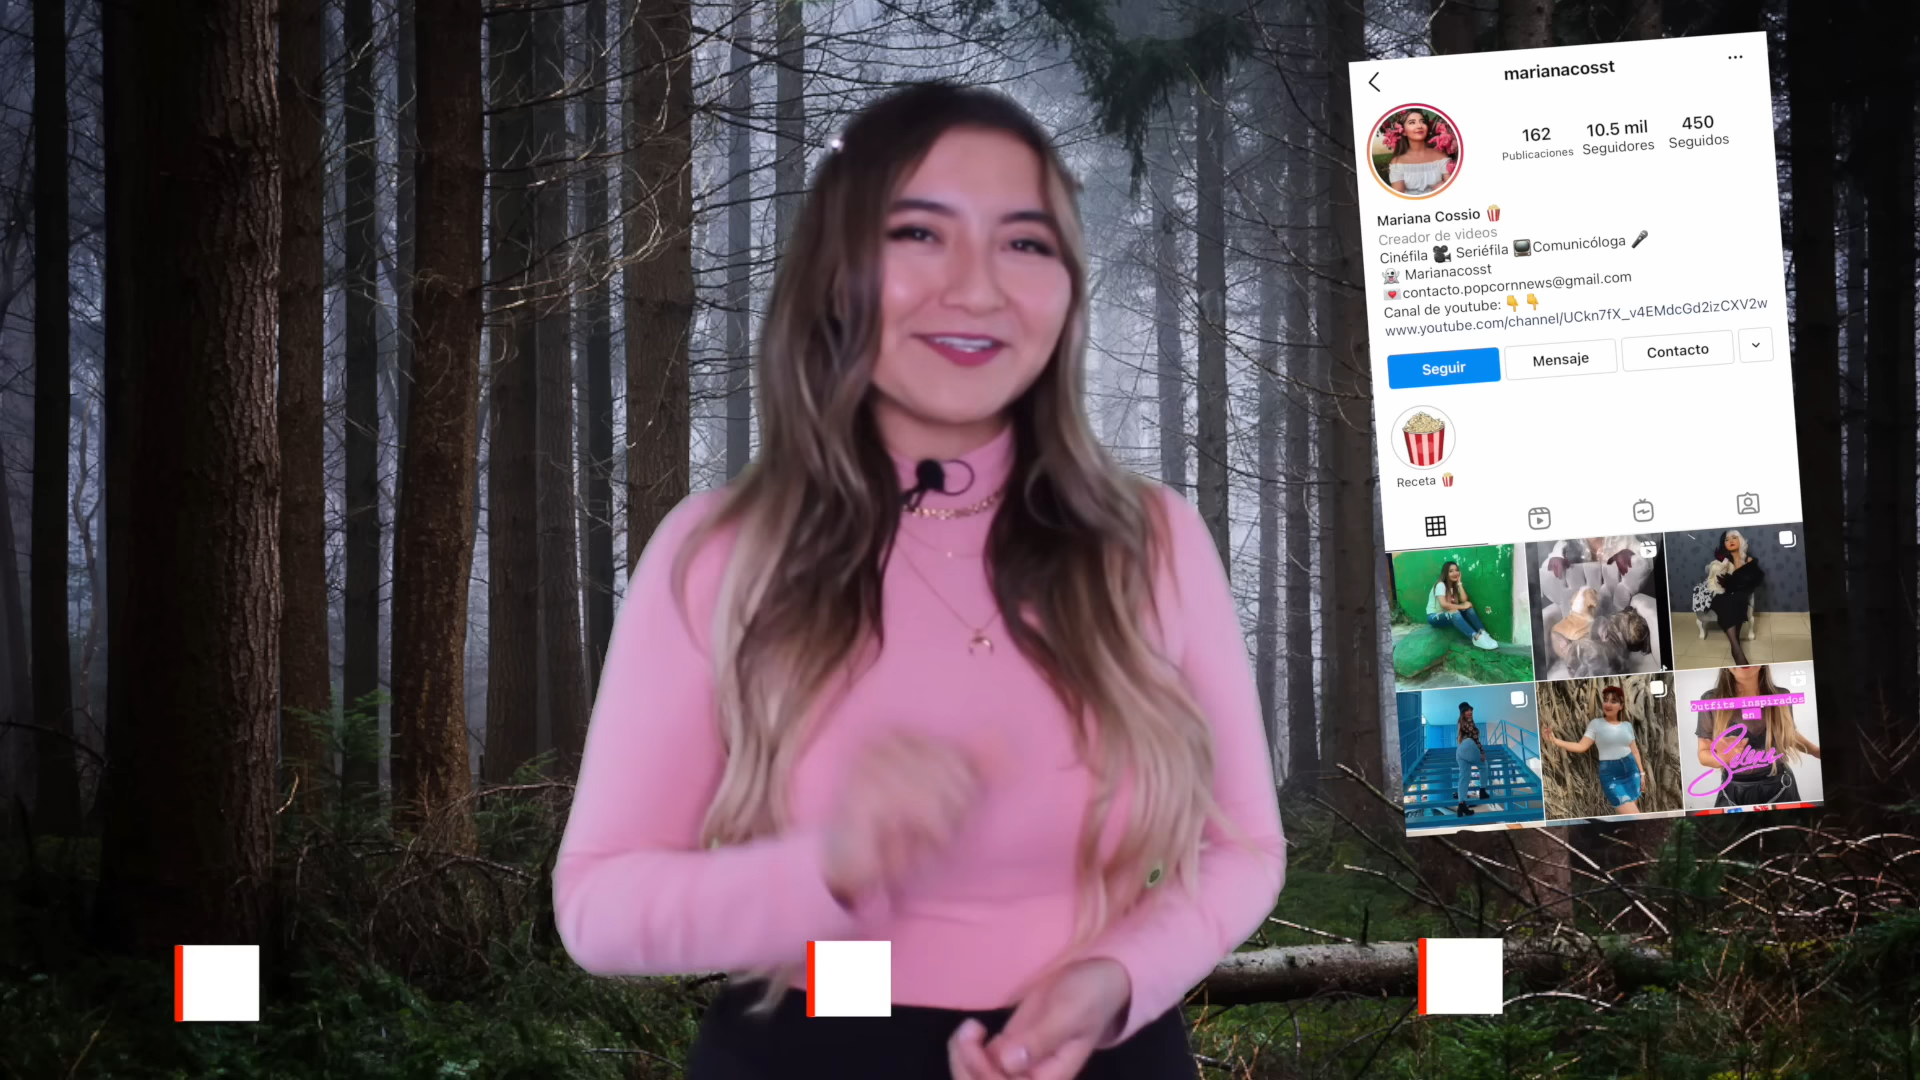 marianacosst
162
10.5 mil
450
Publicaciones
Seguidores
Seguidos
Mariana Cossio 🍿
Creador de videos
Cinéfila 🎥 Seriéfila 📺Comunicóloga 🎤
👻 Marianacosst
💌contacto.popcornnews@gmail.com
Canal de youtube: 👇 👇
www.youtube.com/channel/UCkn7fX_v4EMdcGd2izCXV2w
Seguir
Mensaje
Contacto
Receta 🍿
Outfits inspirados
en
Selena